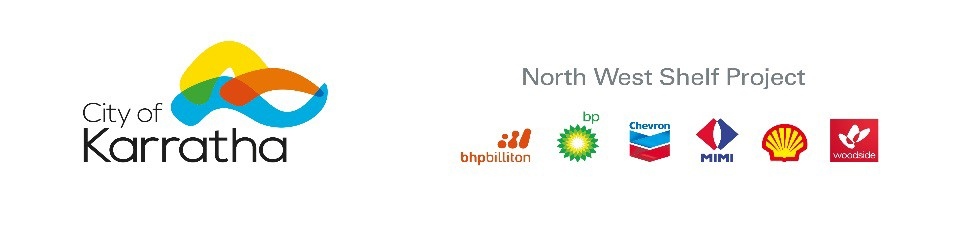 City of
Karratha
North West Shelf Project
bhpbilliton
bp
Chevron
MIMI
woodside